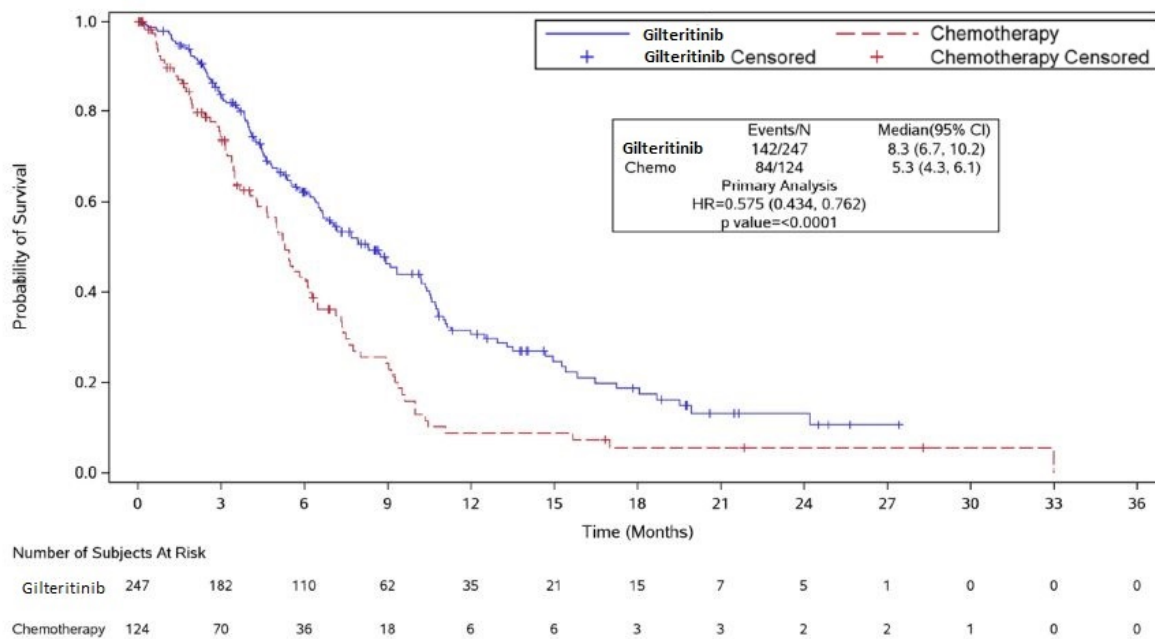 Gilteritinib Chemotherapy
Gilteritinib Censored Chemotherapy Censored
Events/N Median(95% CI)
Gilteritinib 142/247 8.3 (6.7, 10.2)
Chemo 84/124 5.3 (4.3, 6.1)
Primary Analysis
HR=0.575 (0.434, 0.762)
p value=<0.0001
Probability of Survival
1.0
0.8
0.6
0.4
0.2
0.0
0 3 6 9 12 15 18 21 24 27 30 33 36
Time (Months)
Number of Subjects At Risk
Gilteritinib 247 182 110 62 35 21 15 7 5 1 0 0 0
Chemotherapy 124 70 36 18 6 6 3 3 2 2 1 0 0